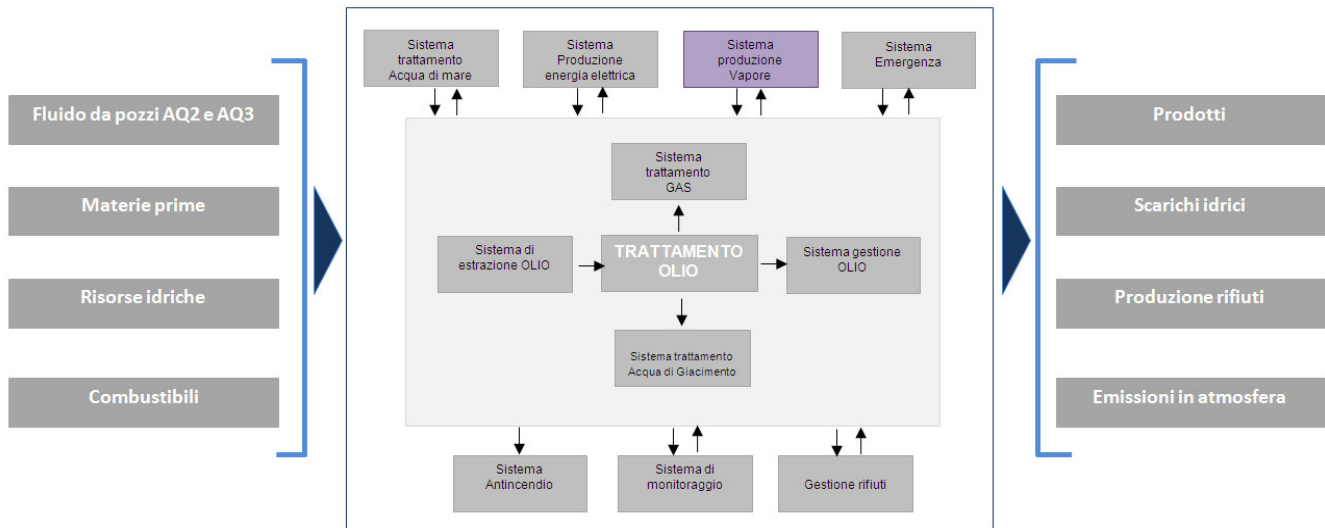 Fluido da pozzi AQ2 e AQ3
Materie prime
Risorse idriche
Combustibili
Sistema
trattamento
Acqua di mare
Sistema
Produzione
energia elettrica
Sistema
produzione
Vapore
Sistema
Emergenza
Sistema
trattamento
GAS
Sistema di
estrazione OLIO
TRATTAMENTO
OLIO
Sistema gestione
OLIO
Sistema trattamento
Acqua di Giacimento
Sistema
Antincendio
Sistema di
monitoraggio
Gestione rifiuti
Prodotti
Scarichi idrici
Produzione rifiuti
Emissioni in atmosfera